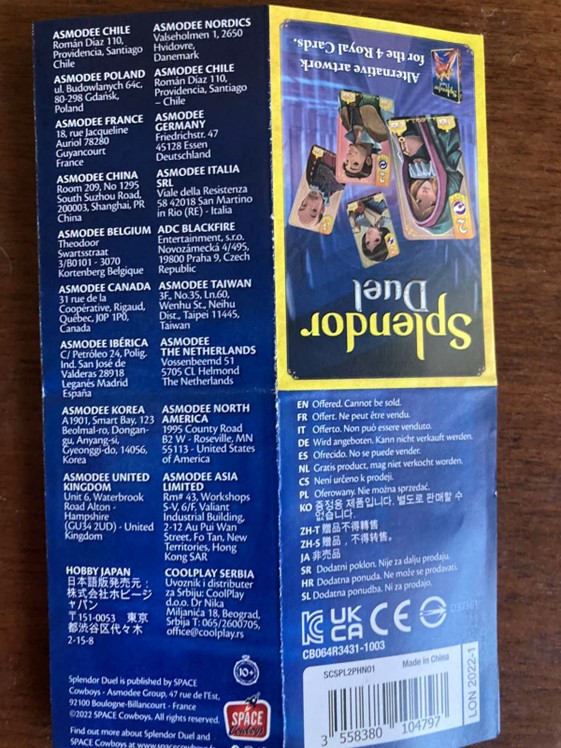 ASMODEE CHILE
Román Díaz 110,
Providencia, Santiago
Chile
ASMODEE POLAND
ul. Budowlanych 64c,
80-298 Gdańsk,
Poland
ASMODEE FRANCE
18, rue Jacqueline
Auriol 78280
Guyancourt
France
ASMODEE CHINA
Room 209, No 1295
South Suzhou Road,
200003, Shanghai, PR
China
ASMODEE BELGIUM
Theodoor
Swartsstraat
3/B0101 - 3070
Kortenberg Belgique
ASMODEE CANADA
31 rue de la
Coopérative, Rigaud,
Québec, J0P 1P0,
Canada
ASMODEE IBÉRICA
C/ Petróleo 24, Polig.
Ind. San José de
Valderas 28918
Leganés Madrid
España
ASMODEE KOREA
A1901, Smart Bay, 123
Beolmal-ro, Dongan-
gu, Anyang-si,
Gyeonggi-do, 14056,
Korea
ASMODEE UNITED
KINGDOM
Unit 6, Waterbrook
Road Alton -
Hampshire
(GU34 2UD) - United
Kingdom
HOBBY JAPAN
日本語版発売元：
株式会社ホビージ
ャパン
〒151-0053 東京
都渋谷区代々木
2-15-8
ASMODEE NORDICS
Valseholmen 1, 2650
Hvidovre,
Danemark
ASMODEE CHILE
Román Díaz 110,
Providencia, Santiago
– Chile
ASMODEE
GERMANY
Friedrichstr. 47
45128 Essen
Deutschland
ASMODEE ITALIA
SRL
Viale della Resistenza
58 42018 San Martino
in Rio (RE) - Italia
ADC BLACKFIRE
Entertainment, s.r.o.
Novozámecká 4/495,
19800 Praha 9, Czech
Republic
ASMODEE TAIWAN
3F., No.35, Ln.60,
Wenhu St., Neihu
Dist., Taipei 11445,
Taiwan
ASMODEE
THE NETHERLANDS
Vossenbeemd 51
5705 CL Helmond
The Netherlands
ASMODEE NORTH
AMERICA
1995 County Road
B2 W - Roseville, MN
55113 - United States
of America
ASMODEE ASIA
LIMITED
Rm# 43, Workshops
S-V, 6/F, Valiant
Industrial Building,
2-12 Au Pui Wan
Street, Fo Tan, New
Territories, Hong
Kong SAR
COOLPLAY SERBIA
Uvoznik i distributer
za Srbiju: CoolPlay
d.o.o. Dr Nika
Miljanića 18, Beograd,
Srbija T: 065/2600705,
office@coolplay.rs
10+
Splendor Duel is published by SPACE
Cowboys - Asmodee Group, 47 rue de l'Est,
92100 Boulogne-Billancourt - France
©2022 SPACE Cowboys. All rights reserved.
Find out more about Splendor Duel and
SPACE Cowboys at www.spacecowboys.
SPACE
Cowboys
Splendor
Duel
Alternative artwork
for the 4 Royal Cards.
EN Offered. Cannot be sold.
FR Offert. Ne peut être vendu.
IT Offerto. Non può essere venduto.
DE Wird angeboten. Kann nicht verkauft werden.
ES Ofrecido. No se puede vender.
NL Gratis product, mag niet verkocht worden.
CS Není určeno k prodeji.
PL Oferowany. Nie można sprzedać.
KO 증정용 제품입니다. 별도로 판매할 수
없습니다.
ZH-T 贈品不得轉售。
ZH-S 赠品，不得转售。
JA 非売品
SR Dodatni poklon. Nije za dalju prodaju.
HR Dodatna ponuda. Ne može se prodavati.
SL Dodatna ponudba. Ni za prodajo.
UK
CA
CE
CB064R3431-1003
SCSPL2PHN01
Made in China
3 558380 104797
LON 2022-1